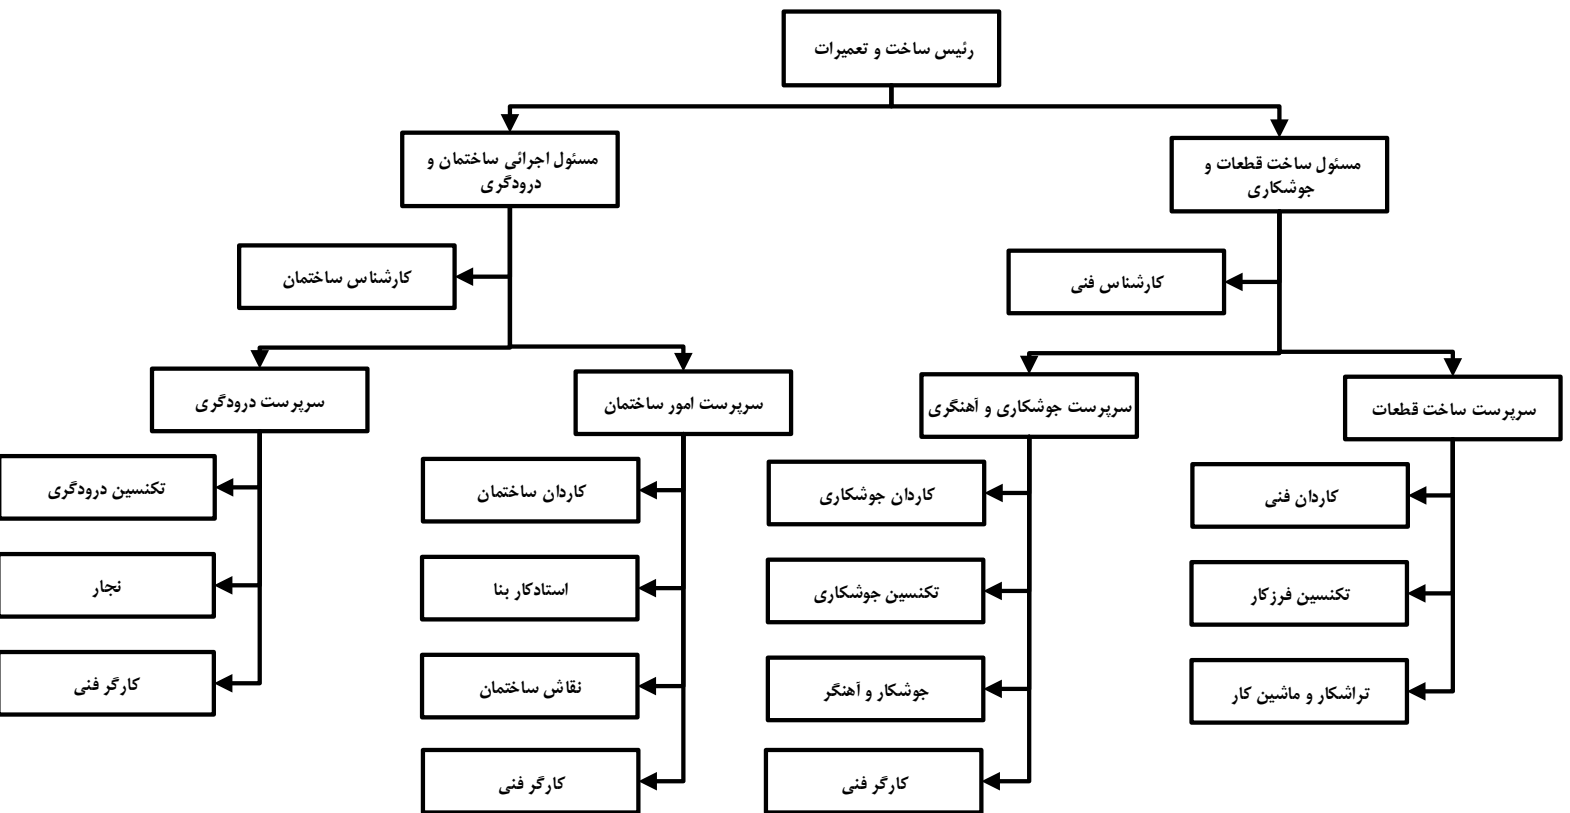 رئیس ساخت و تعمیرات
مسئول ساخت قطعات و
جوشکاری
مسئول اجرائی ساختمان و
درودگری
کارشناس فنی
کارشناس ساختمان
سرپرست ساخت قطعات
سرپرست جوشکاری و آهنگری
سرپرست امور ساختمان
سرپرست درودگری
کاردان فنی
تکنسین فرزکار
تراشکار و ماشین کار
کاردان جوشکاری
تکنسین جوشکاری
جوشکار و آهنگر
کارگر فنی
کاردان ساختمان
استادکار بنا
نقاش ساختمان
کارگر فنی
تکنسین درودگری
نجار
کارگر فنی